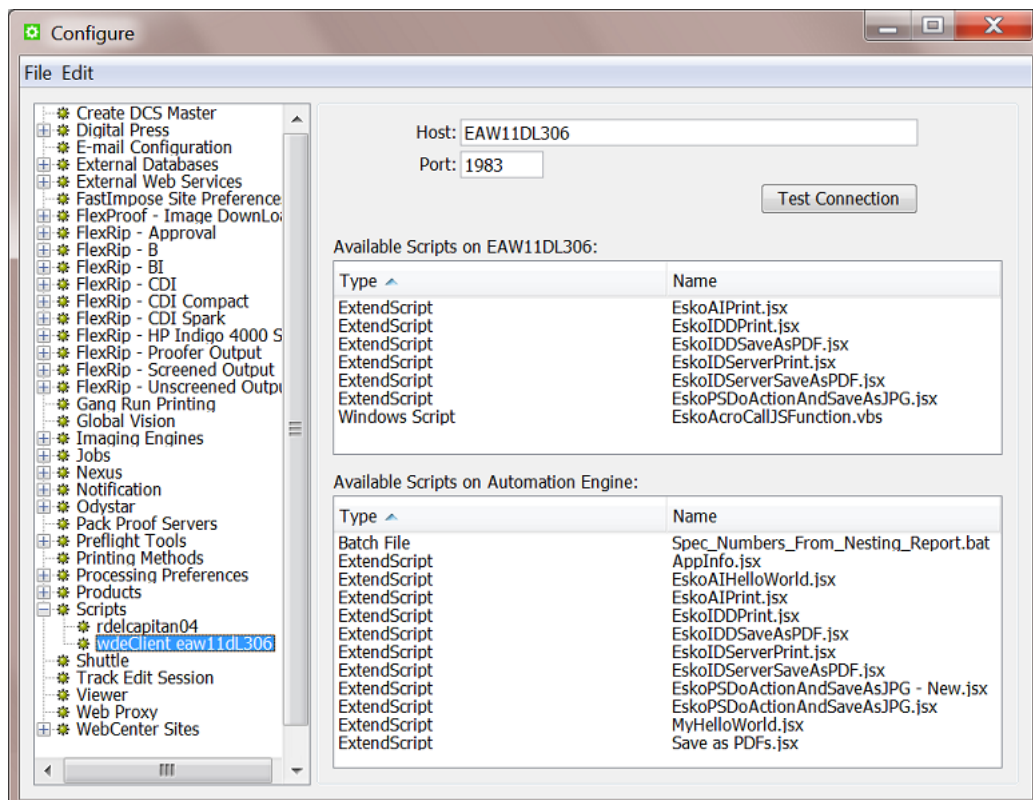 Configure
File Edit
Create DCS Master
Digital Press
E-mail Configuration
External Databases
External Web Services
FastImpose Site Preference
FlexProof - Image DownLo
FlexRip - Approval
FlexRip - B
FlexRip - BI
FlexRip - CDI
FlexRip - CDI Compact
FlexRip - CDI Spark
FlexRip - HP Indigo 4000 S
FlexRip - Proofer Output
FlexRip - Screened Output
FlexRip - Unscreened Outpu
Gang Run Printing
Global Vision
Imaging Engines
Jobs
Nexus
Notification
Odystar
Pack Proof Servers
Preflight Tools
Printing Methods
Processing Preferences
Products
Scripts
rdelcapitan04
wdeClient eaw11dL306
Shuttle
Track Edit Session
Viewer
Web Proxy
WebCenter Sites
Host: EAW11DL306
Port: 1983
Test Connection
Available Scripts on EAW11DL306:
Type Name
ExtendScript EskoAIPrint.jsx
ExtendScript EskoIDDPrint.jsx
ExtendScript EskoIDDSaveAsPDF.jsx
ExtendScript EskoIDServerPrint.jsx
ExtendScript EskoIDServerSaveAsPDF.jsx
ExtendScript EskoPSDoActionAndSaveAsJPG.jsx
Windows Script EskoAcroCallJSFunction.vbs
Available Scripts on Automation Engine:
Type Name
Batch File Spec_Numbers_From_Nesting_Report.bat
ExtendScript AppInfo.jsx
ExtendScript EskoAIHelloWorld.jsx
ExtendScript EskoAIPrint.jsx
ExtendScript EskoIDDPrint.jsx
ExtendScript EskoIDDSaveAsPDF.jsx
ExtendScript EskoIDServerPrint.jsx
ExtendScript EskoIDServerSaveAsPDF.jsx
ExtendScript EskoPSDoActionAndSaveAsJPG - New.jsx
ExtendScript EskoPSDoActionAndSaveAsJPG.jsx
ExtendScript MyHelloWorld.jsx
ExtendScript Save as PDFs.jsx